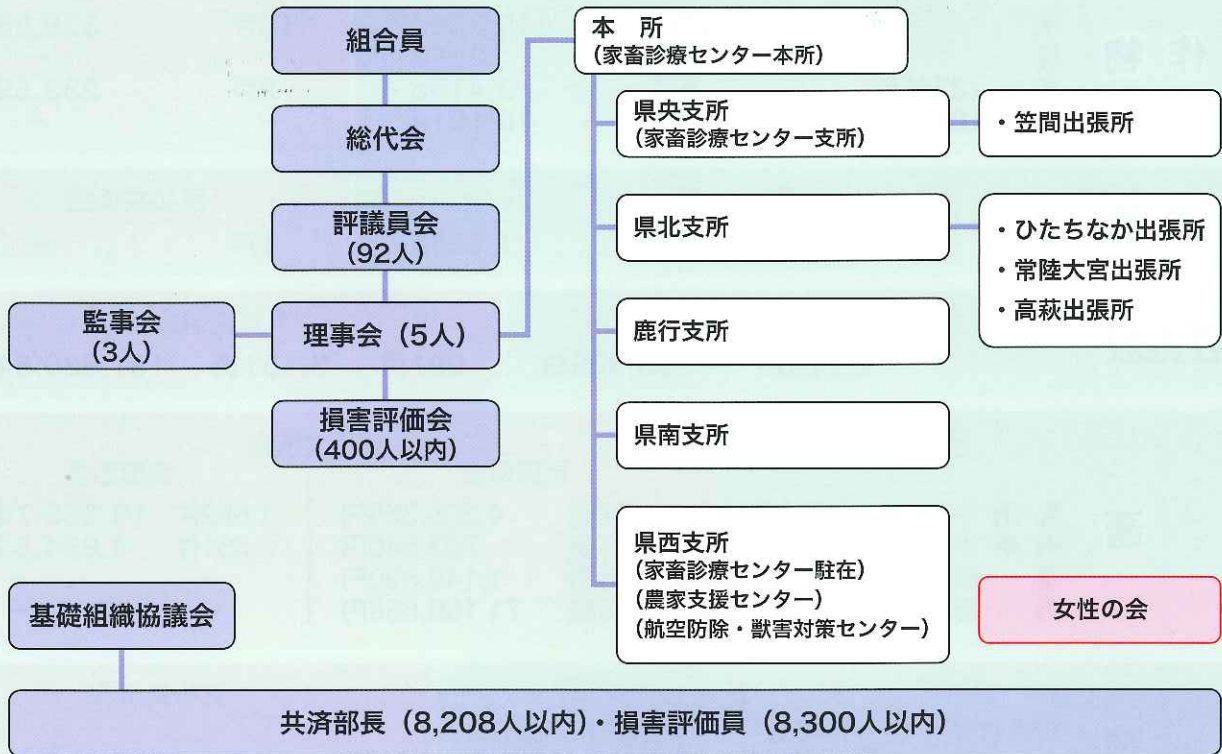 組合員
総代会
評議員会
(92人)
監事会
(3人)
理事会（5人）
損害評価会
(400人以内)
本　所
(家畜診療センター本所)
県央支所
(家畜診療センター支所)
・笠間出張所
県北支所
・ひたちなか出張所
・常陸大宮出張所
・高萩出張所
鹿行支所
県南支所
県西支所
(家畜診療センター駐在)
(農家支援センター)
(航空防除・獣害対策センター)
女性の会
基礎組織協議会
共済部長（8,208人以内）・損害評価員（8,300人以内）